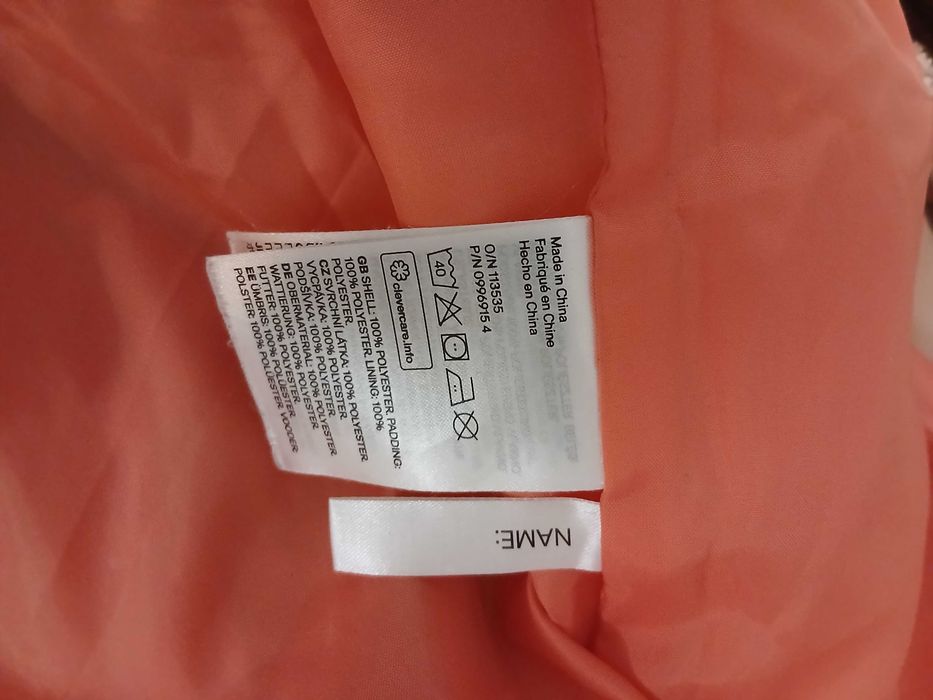 Made in China
Fabriqué en Chine
Hecho en China
O/N 113535
P/N 0996915 4
40
clevercare.info
GB SHELL: 100% POLYESTER. PADDING:
100% POLYESTER. LINING: 100%
POLYESTER.
CZ SVRCHNÍ LÁTKA: 100% POLYESTER.
VYCPÁVKA: 100% POLYESTER.
PODŠÍVKA: 100% POLYESTER.
DE OBERMATERIAL: 100% POLYESTER.
WATTIERUNG: 100% POLYESTER.
FUTTER: 100% POLYESTER.
EE ÜMBRIS: 100% POLÜESTER. VOODER:
POLSTER: 100% POLÜESTER.
NAME: